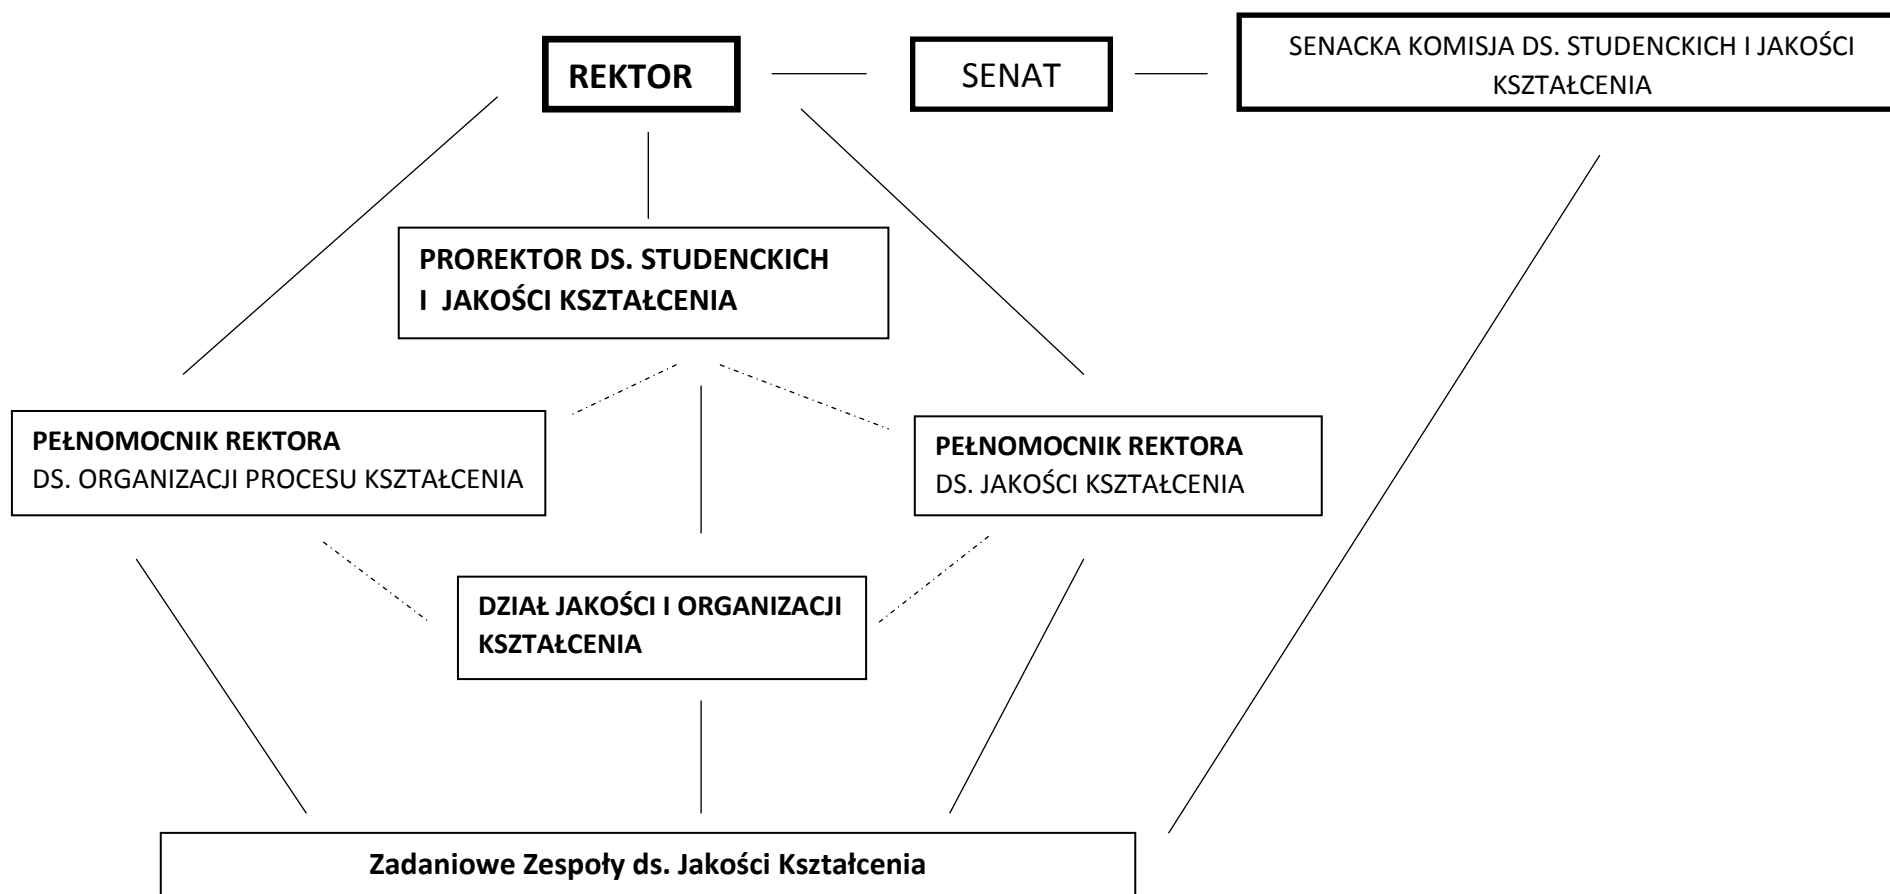 REKTOR
SENAT
SENACKA KOMISJA DS. STUDENCKICH I JAKOŚCI
KSZTAŁCENIA
PROREKTOR DS. STUDENCKICH
I JAKOŚCI KSZTAŁCENIA
PEŁNOMOCNIK REKTORA
DS. ORGANIZACJI PROCESU KSZTAŁCENIA
PEŁNOMOCNIK REKTORA
DS. JAKOŚCI KSZTAŁCENIA
DZIAŁ JAKOŚCI I ORGANIZACJI
KSZTAŁCENIA
Zadaniowe Zespoły ds. Jakości Kształcenia